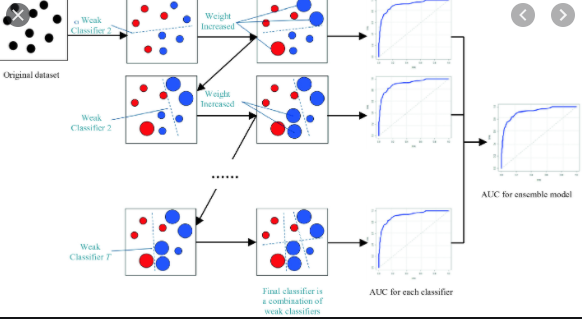 Weak
Classifier 2
Weight
Increased
Original dataset
Weak
Classifier 2
Weight
Increased
......
Weak
Classifier T
Final classifier is
a combination of
weak classifiers
AUC for each classifier
AUC for ensemble model